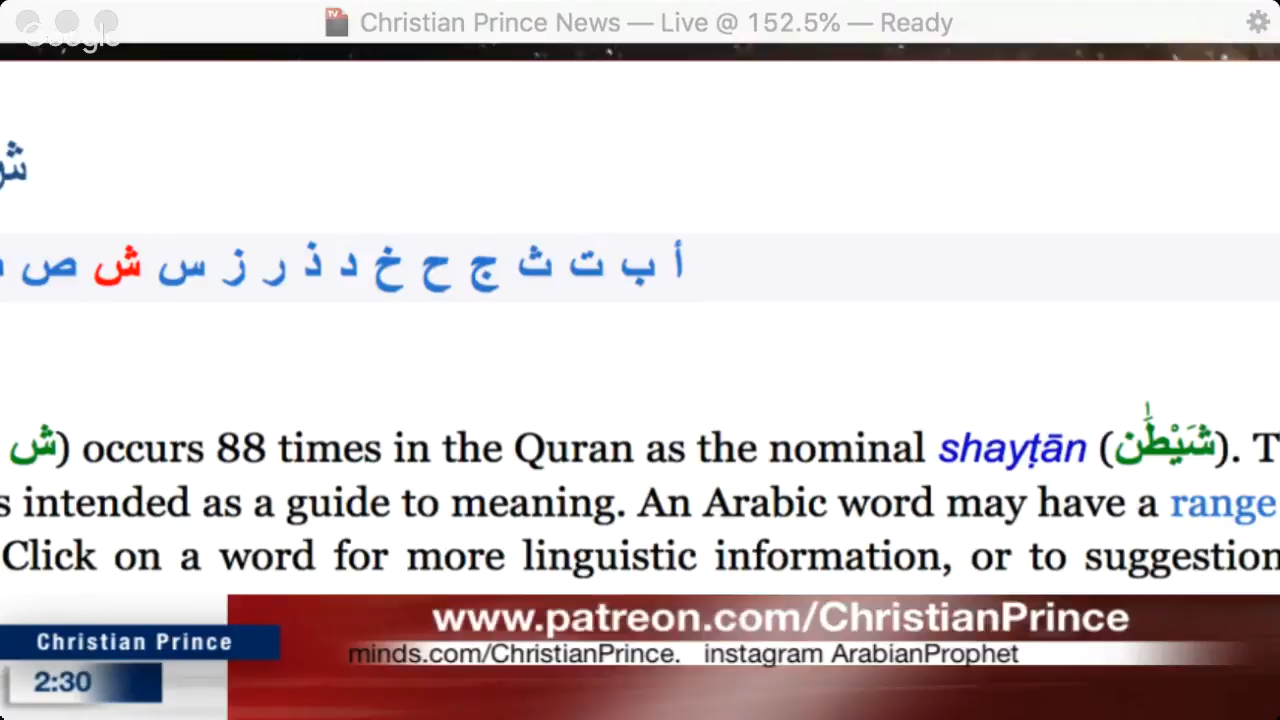 Christian Prince News — Live @ 152.5% — Ready
Google
أ ب ت ث ج ح خ د ذ ر ز س ش ص
ش) occurs 88 times in the Quran as the nominal shayṭān (شَيْطَٰن). T
s intended as a guide to meaning. An Arabic word may have a range
Click on a word for more linguistic information, or to suggestion
www.patreon.com/ChristianPrince
Christian Prince
minds.com/ChristianPrince. instagram ArabianProphet
2:30